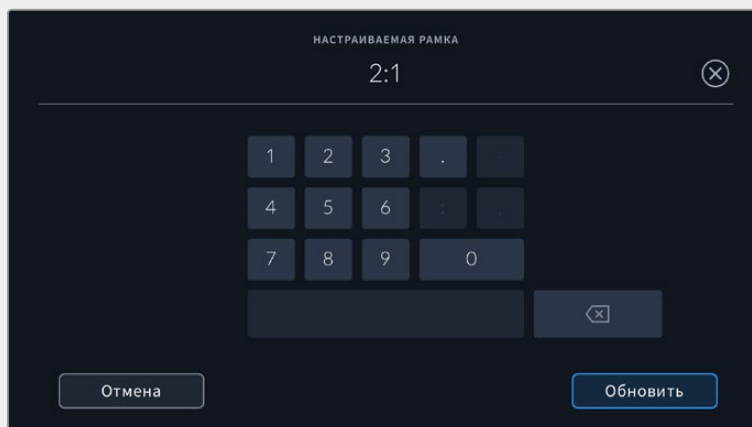 НАСТРАИВАЕМАЯ РАМКА
2:1
1 2 3 . -
4 5 6 : ,
7 8 9 0
Отмена
Обновить